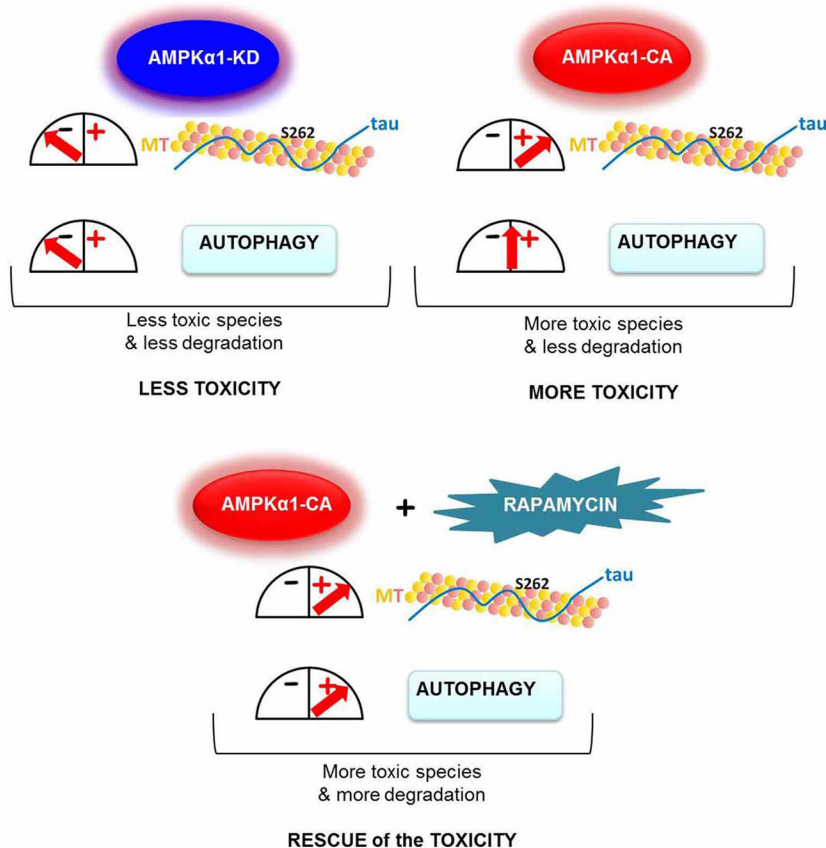 AMPKα1-KD
- +
MT S262 tau
- +
AUTOPHAGY
Less toxic species
& less degradation
LESS TOXICITY
AMPKα1-CA
- +
MT S262 tau
- +
AUTOPHAGY
More toxic species
& less degradation
MORE TOXICITY
AMPKα1-CA + RAPAMYCIN
- +
MT S262 tau
- +
AUTOPHAGY
More toxic species
& more degradation
RESCUE of the TOXICITY